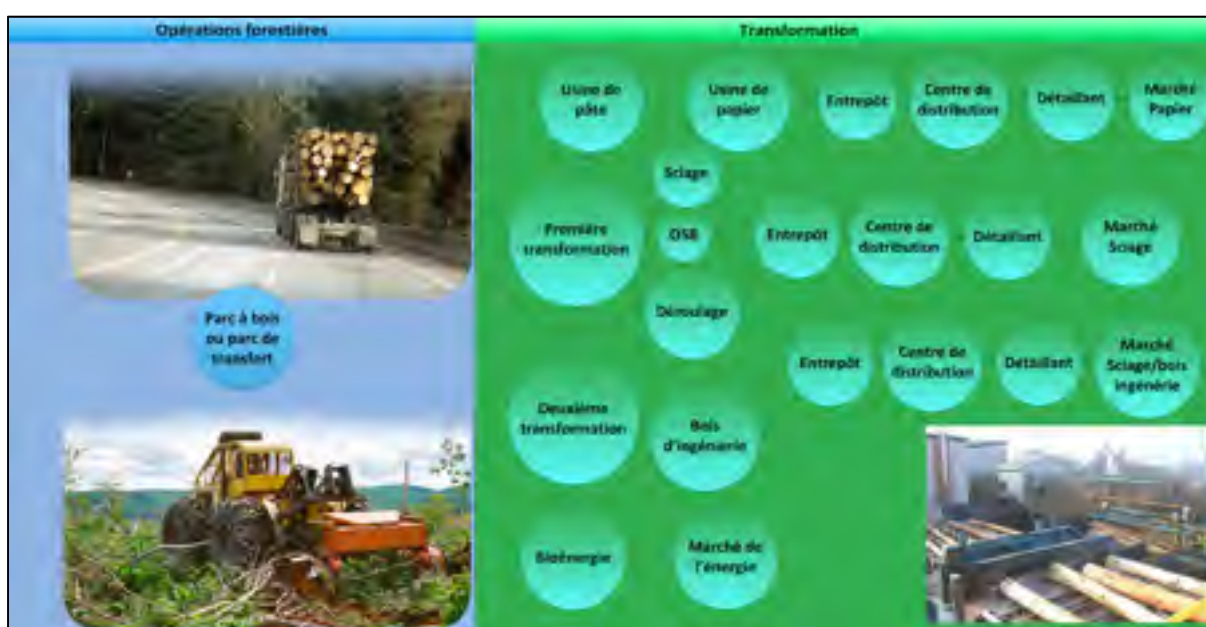 Opérations forestières
Transformation
Parc à bois
ou parc de
transfert
Usine de
pâte
Usine de
papier
Entrepôt
Centre de
distribution
Détaillant
Marché
Papier
Sciage
Première
transformation
OSB
Entrepôt
Centre de
distribution
Détaillant
Marché
Sciage
Déroulage
Entrepôt
Centre de
distribution
Détaillant
Marché
Sciage/bois
ingénérie
Deuxième
transformation
Bois
d'ingénierie
Bioénergie
Marché de
l'énergie